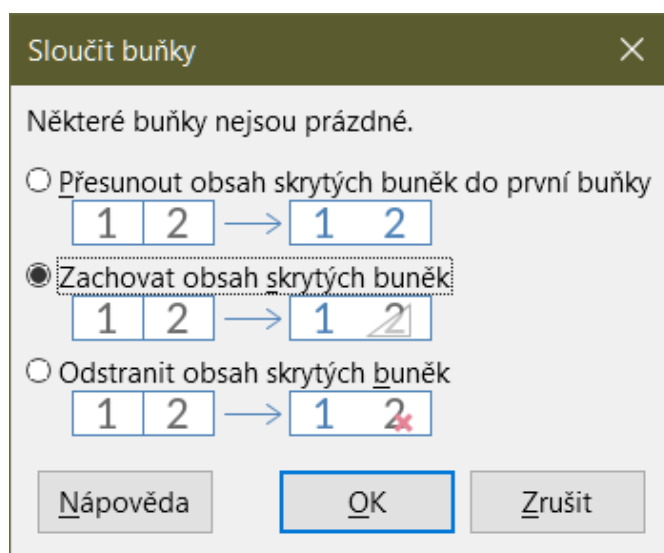 Sloučit buňky
Některé buňky nejsou prázdné.
Přesunout obsah skrytých buněk do první buňky
1 2 → 1 2
Zachovat obsah skrytých buněk
1 2 → 1 2
Odstranit obsah skrytých buněk
1 2 → 1 2
Nápověda OK Zrušit